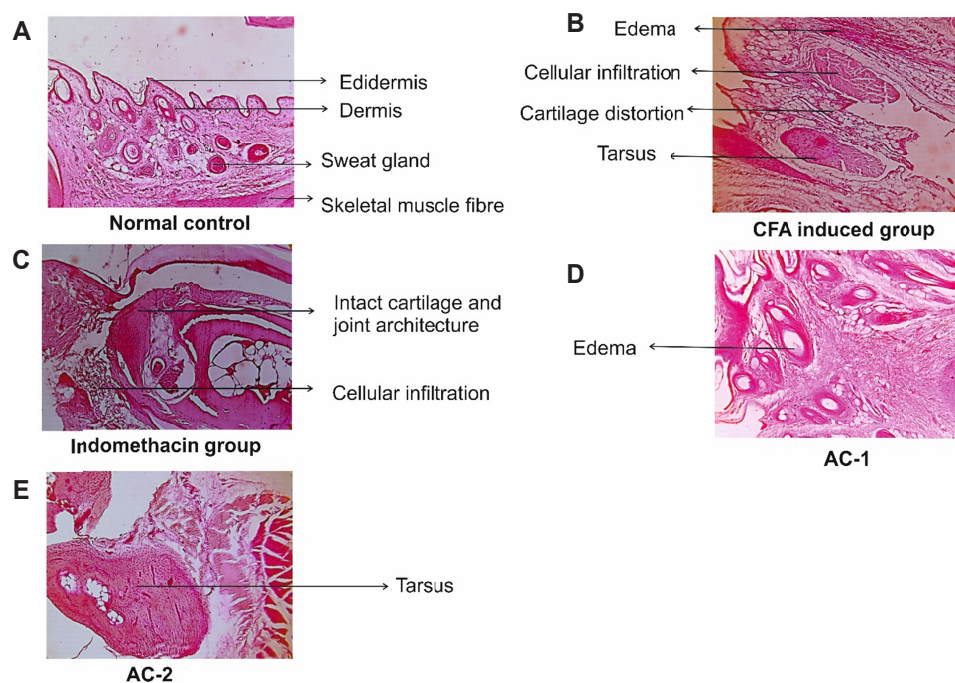 A
Edidermis
Dermis
Sweat gland
Skeletal muscle fibre
Normal control
B
Edema
Cellular infiltration
Cartilage distortion
Tarsus
CFA induced group
C
Intact cartilage and
joint architecture
Cellular infiltration
Indomethacin group
D
Edema
AC-1
E
Tarsus
AC-2